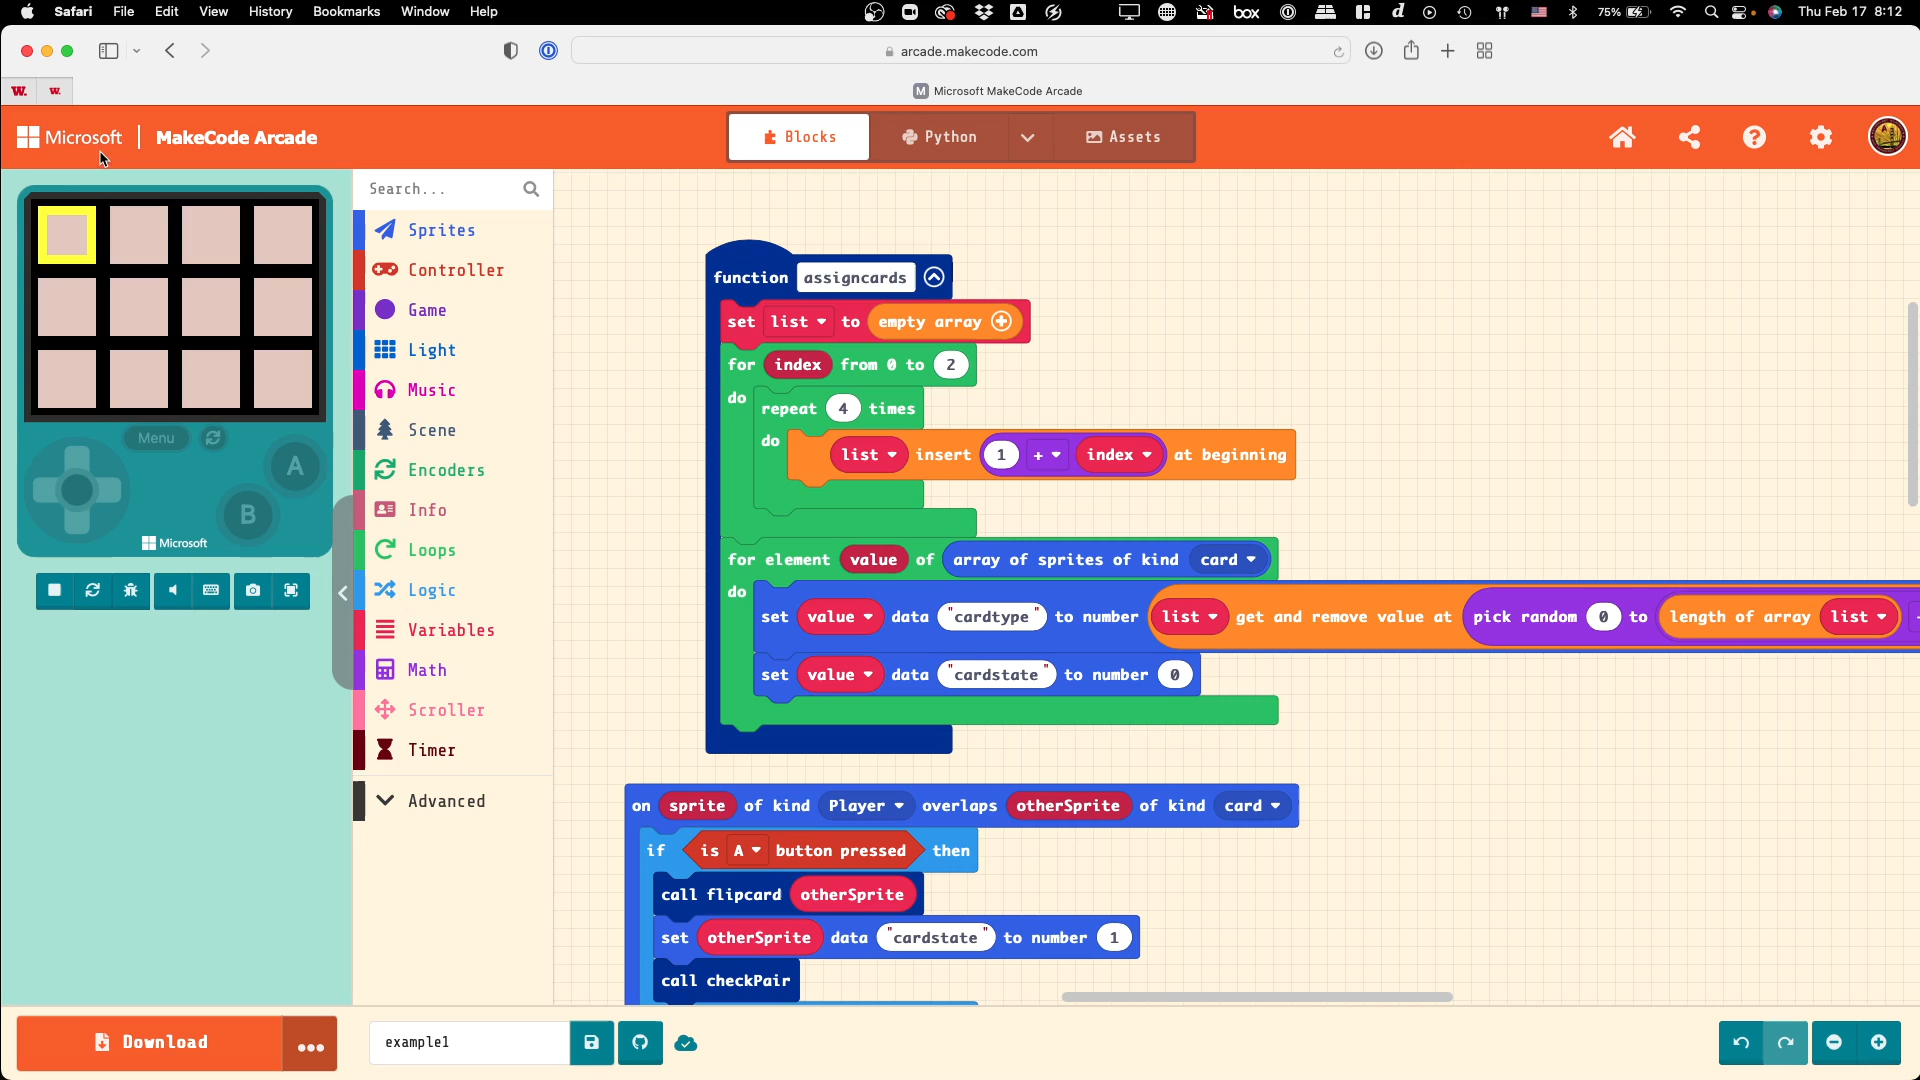 Safari File Edit View History Bookmarks Window Help box 75% Thu Feb 17 8:12
arcade.makecode.com
W. W. M Microsoft MakeCode Arcade
Microsoft MakeCode Arcade Blocks Python Assets
Search...
Sprites
Controller
Game
Light
Music
Scene
Encoders
Info
Loops
Logic
Variables
Math
Scroller
Timer
Advanced
Menu
A
B
Microsoft
function assigncards
set list to empty array
for index from 0 to 2
do
repeat 4 times
do
list insert 1 + index at beginning
for element value of array of sprites of kind card
do
set value data "cardtype" to number list get and remove value at pick random 0 to length of array list -
set value data "cardstate" to number 0
on sprite of kind Player overlaps otherSprite of kind card
if is A button pressed then
call flipcard otherSprite
set otherSprite data "cardstate" to number 1
call checkPair
Download ... example1